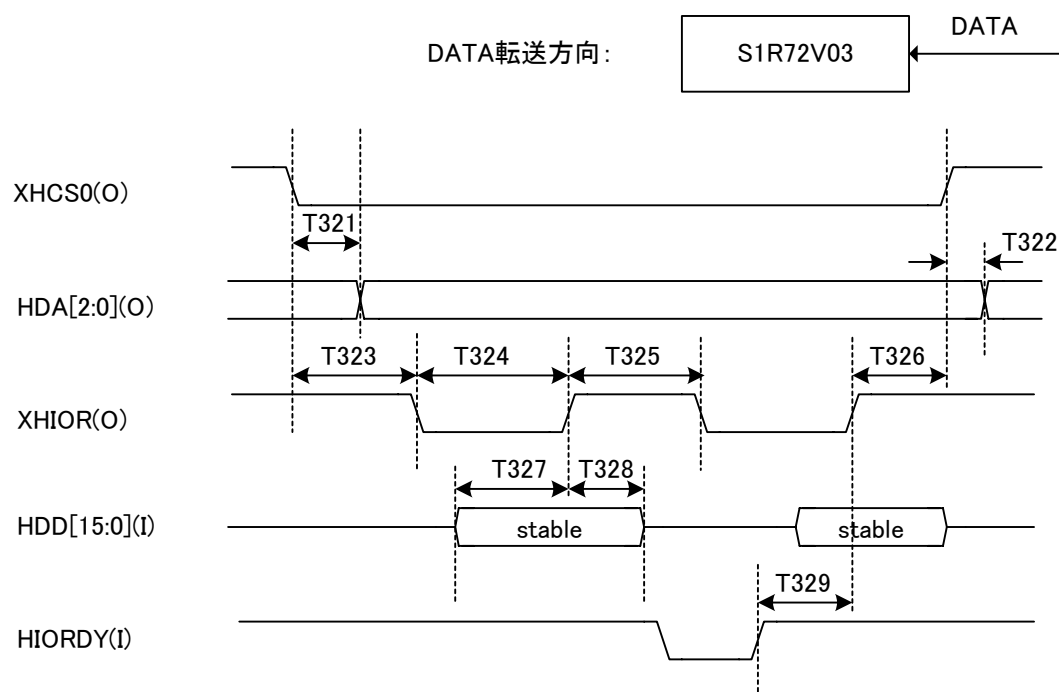 DATA
DATA転送方向:
S1R72V03
XHCS0(O)
T321
T322
HDA[2:0](O)
T323
T324
T325
T326
XHIOR(O)
T327
T328
HDD[15:0](I)
stable
stable
T329
HIORDY(I)